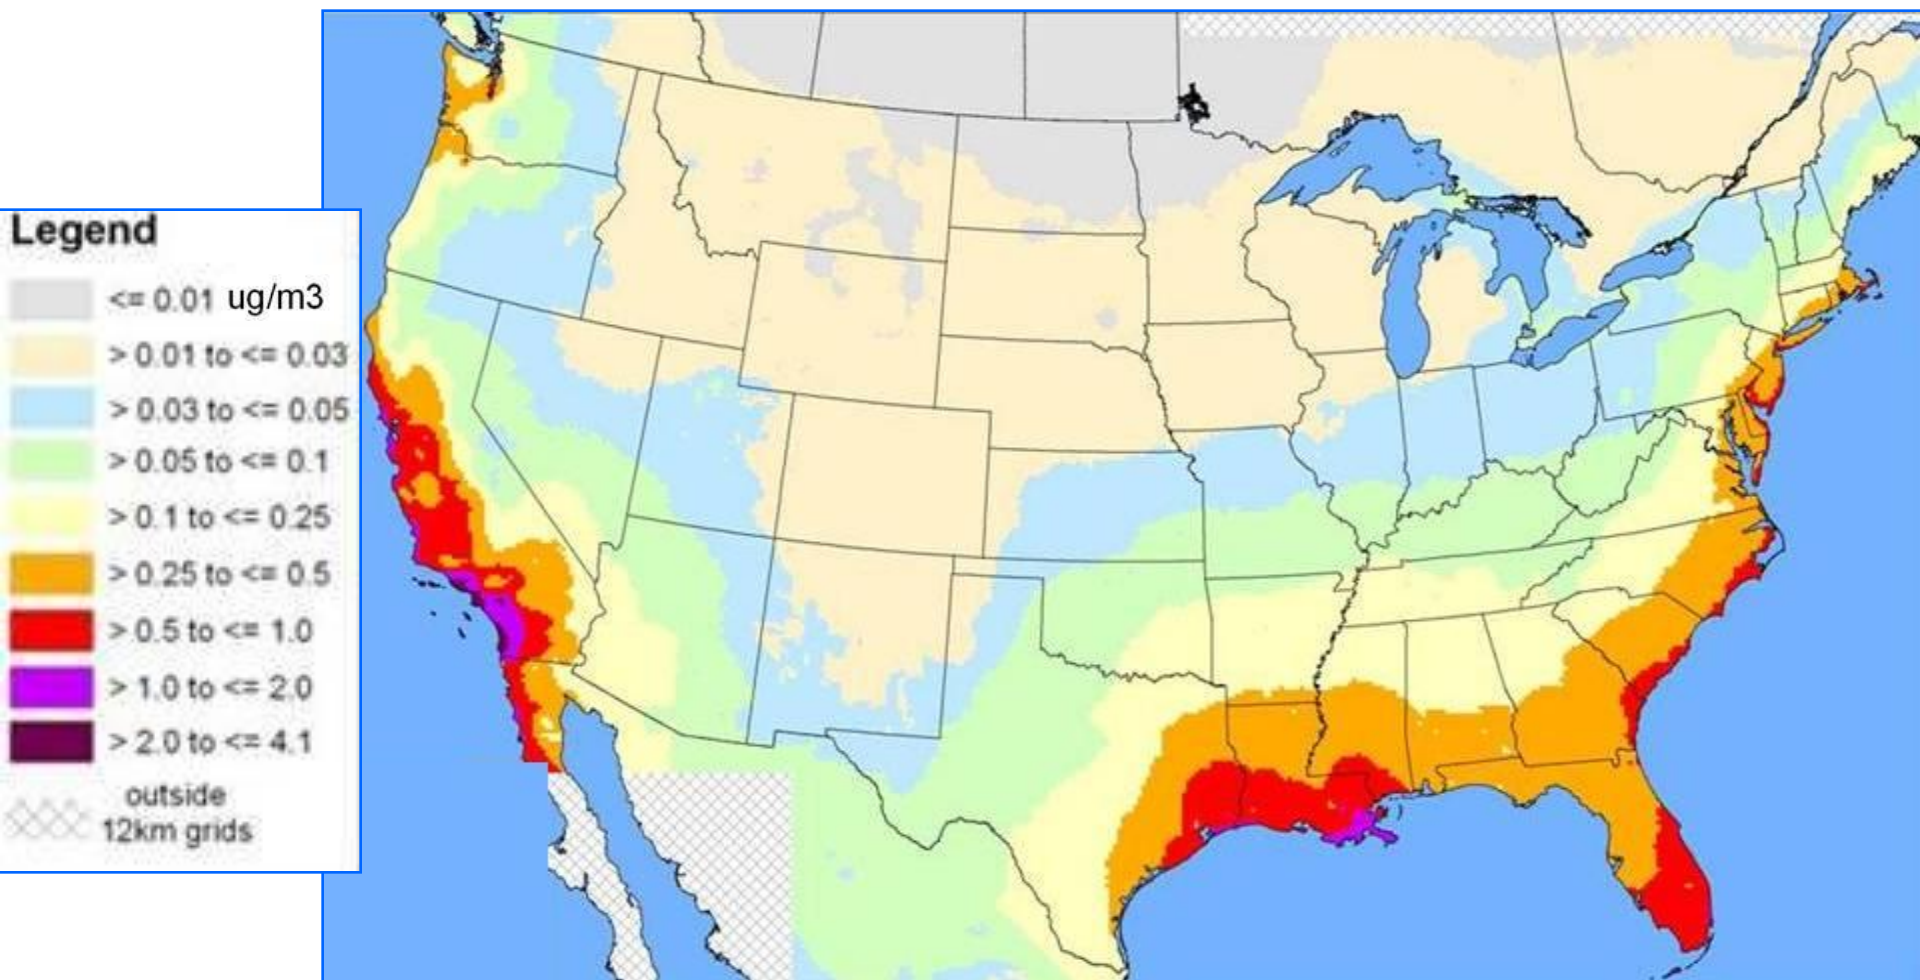 Legend
<= 0.01 ug/m3
> 0.01 to <= 0.03
> 0.03 to <= 0.05
> 0.05 to <= 0.1
> 0.1 to <= 0.25
> 0.25 to <= 0.5
> 0.5 to <= 1.0
> 1.0 to <= 2.0
> 2.0 to <= 4.1
outside
12km grids